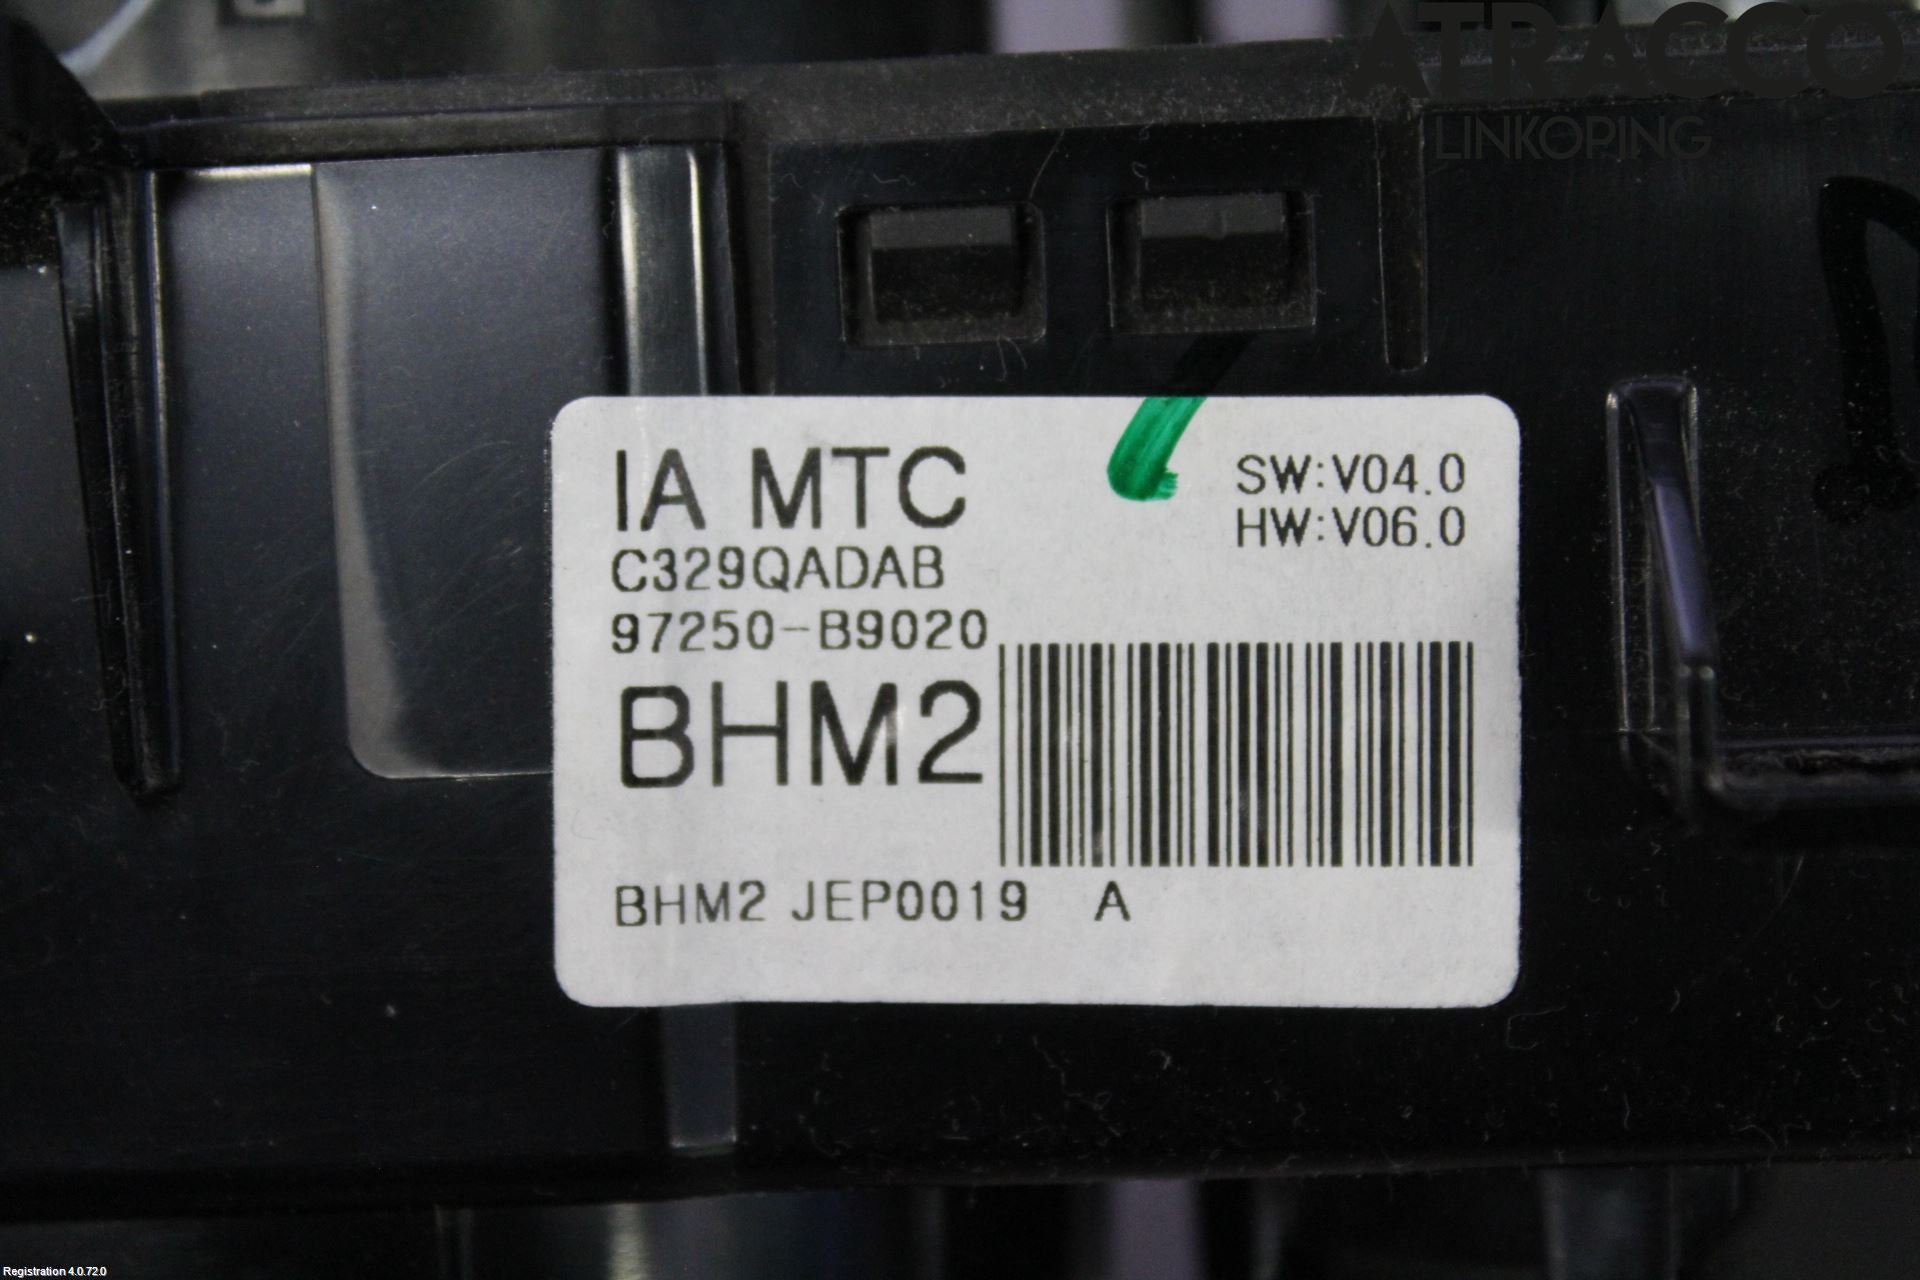 ATRACCO
LINKOPING
IA MTC
SW:V04.0
HW:V06.0
C329QADAB
97250-B9020
BHM2
BHM2 JEP0019 A
Registration 4.0.72.0